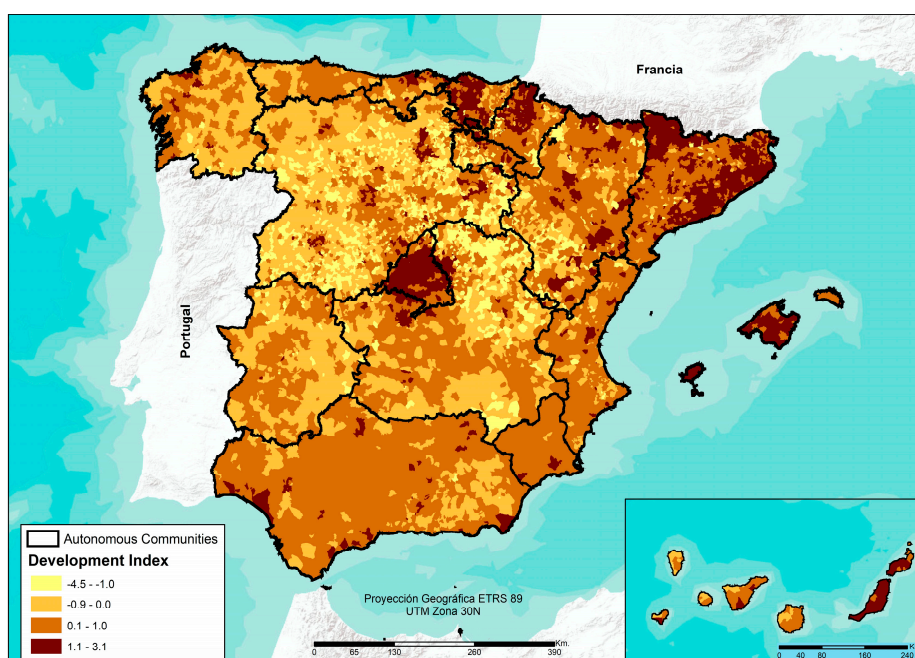 Francia
Portugal
Autonomous Communities
Development Index
-4.5 - -1.0
-0.9 - 0.0
0.1 - 1.0
1.1 - 3.1
Proyección Geográfica ETRS 89
UTM Zona 30N
Km.
0 65 130 260 390
0 40 80 160 240